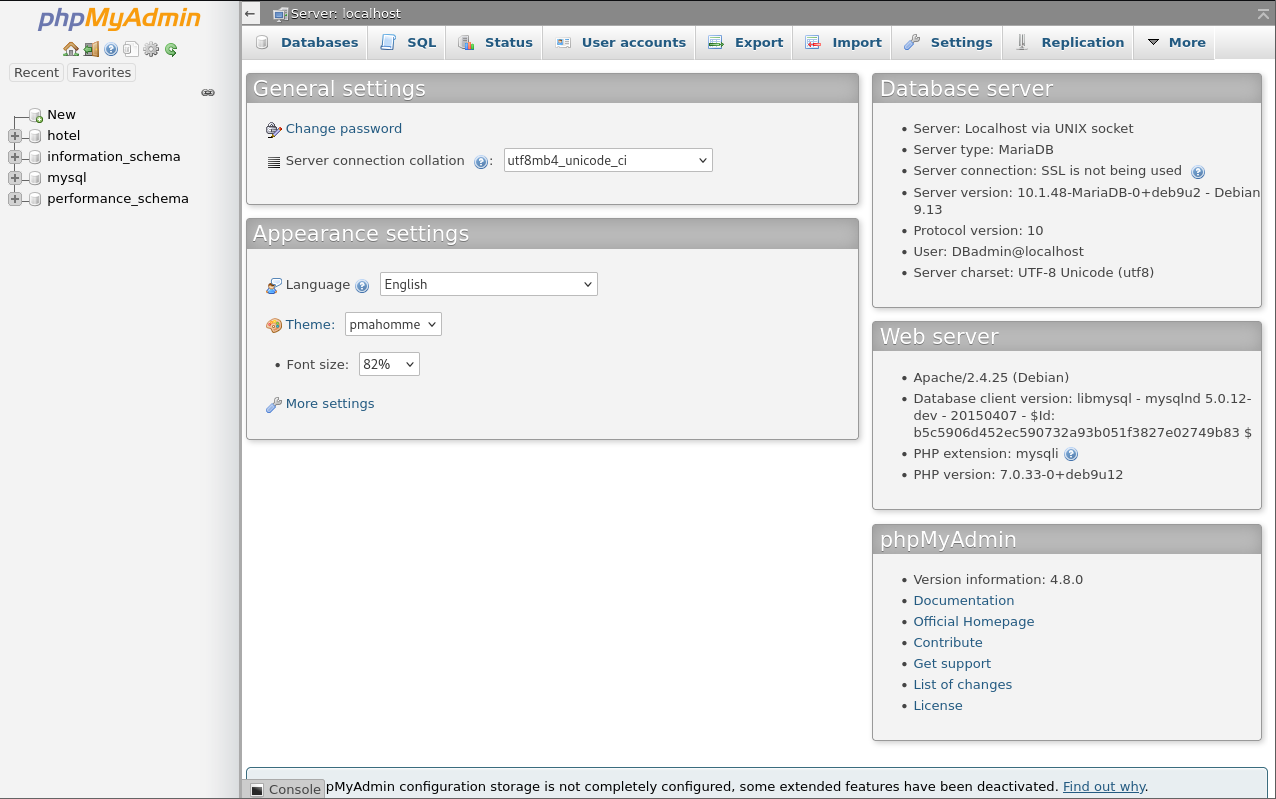 phpMyAdmin
Recent Favorites
New
hotel
information_schema
mysql
performance_schema
← Server: localhost
Databases SQL Status User accounts Export Import Settings Replication More
General settings
Change password
Server connection collation : utf8mb4_unicode_ci
Appearance settings
Language English
Theme: pmahomme
• Font size: 82%
More settings
Database server
• Server: Localhost via UNIX socket
• Server type: MariaDB
• Server connection: SSL is not being used
• Server version: 10.1.48-MariaDB-0+deb9u2 - Debian
9.13
• Protocol version: 10
• User: DBadmin@localhost
• Server charset: UTF-8 Unicode (utf8)
Web server
• Apache/2.4.25 (Debian)
• Database client version: libmysql - mysqlnd 5.0.12-
dev - 20150407 - $Id:
b5c5906d452ec590732a93b051f3827e02749b83 $
• PHP extension: mysqli
• PHP version: 7.0.33-0+deb9u12
phpMyAdmin
• Version information: 4.8.0
• Documentation
• Official Homepage
• Contribute
• Get support
• List of changes
• License
Console pMyAdmin configuration storage is not completely configured, some extended features have been deactivated. Find out why.